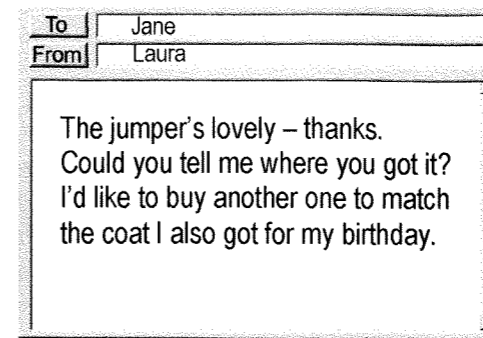 To Jane
From Laura
The jumper's lovely – thanks.
Could you tell me where you got it?
I'd like to buy another one to match
the coat I also got for my birthday.